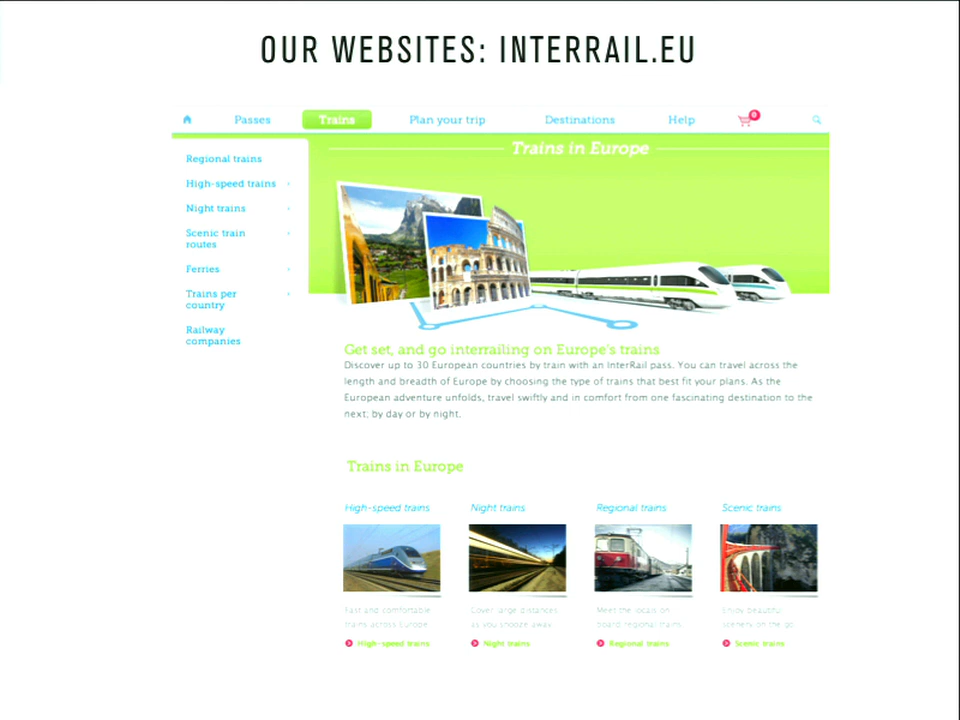 OUR WEBSITES: INTERRAIL.EU
Passes
Trains
Plan your trip
Destinations
Help
0
Trains in Europe
Regional trains
High-speed trains
Night trains
Scenic train
routes
Ferries
Trains per
country
Railway
companies
Get set, and go interrailing on Europe's trains
Discover up to 30 European countries by train with an InterRail pass. You can travel across the
length and breadth of Europe by choosing the type of trains that best fit your plans. As the
European adventure unfolds, travel swiftly and in comfort from one fascinating destination to the
next; by day or by night.
Trains in Europe
High-speed trains
Fast and comfortable
trains across Europe
High-speed trains
Night trains
Cover large distances
as you snooze away
Night trains
Regional trains
Meet the locals on
board regional trains
Regional trains
Scenic trains
Enjoy beautiful
scenery on the go
Scenic trains